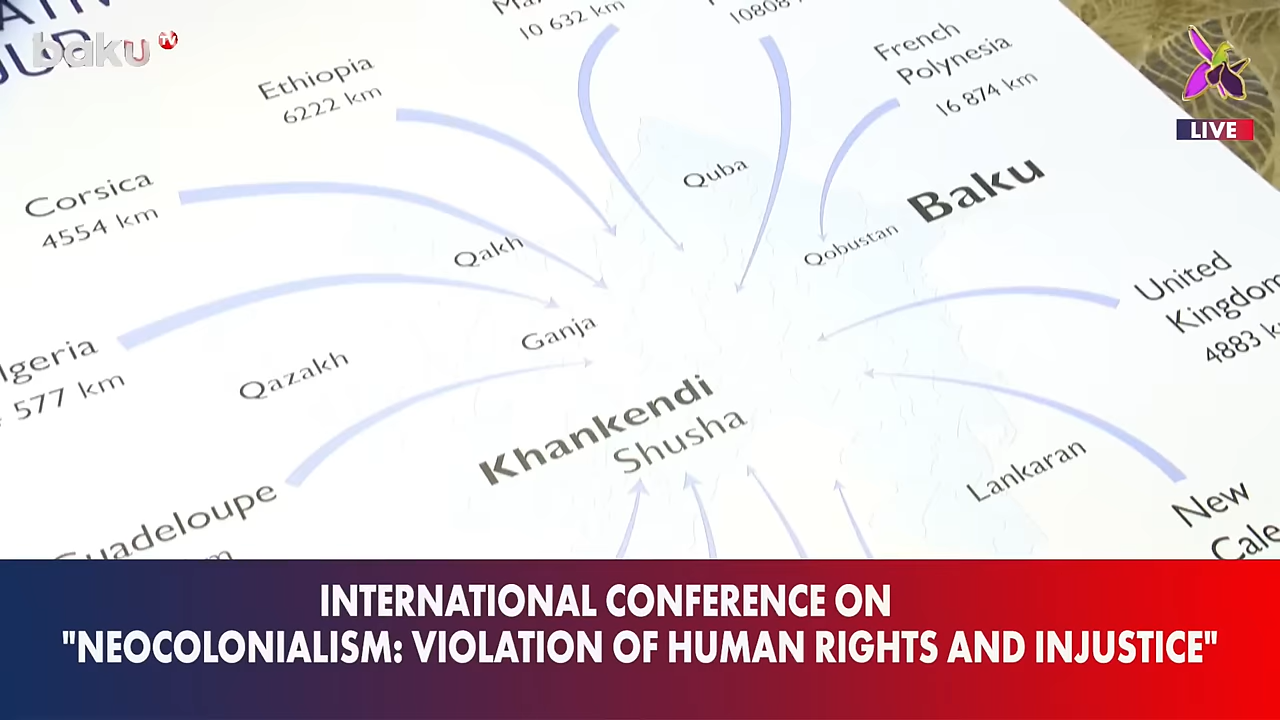 baku TV
LIVE
10 632 km
Ethiopia
6222 km
French
Polynesia
16 874 km
Corsica
4554 km
Quba
Baku
Qakh
Qobustan
United
Kingdom
4883
Ganja
577 km
Qazakh
Khankendi
Shusha
Lankaran
New
Guadeloupe
INTERNATIONAL CONFERENCE ON
"NEOCOLONIALISM: VIOLATION OF HUMAN RIGHTS AND INJUSTICE"